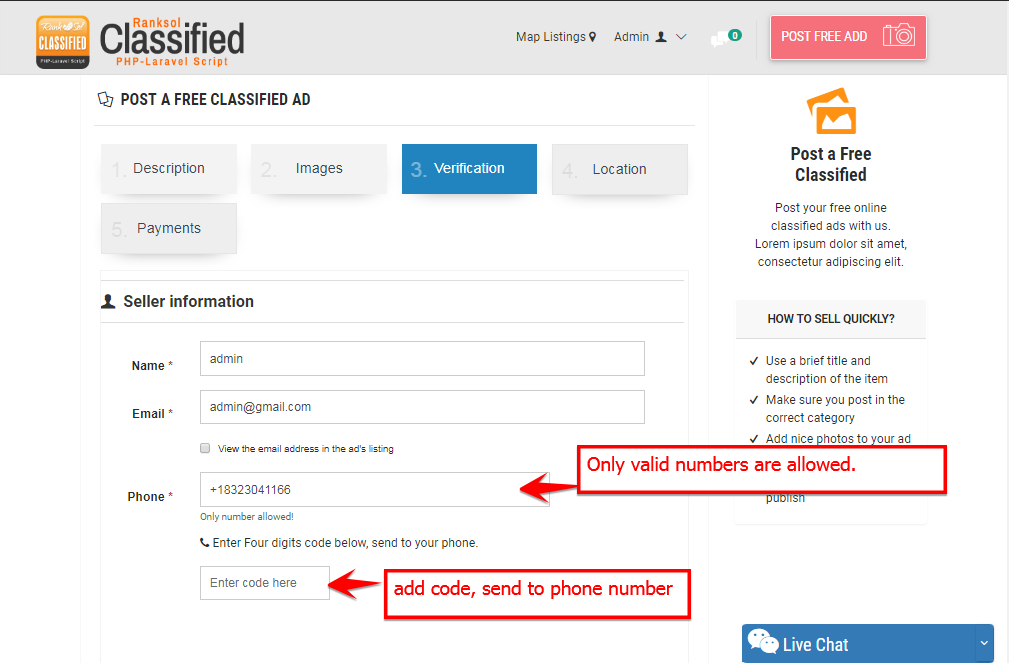 Ranksol
CLASSIFIED
PHP-Laravel Script
Ranksol
Classified
PHP-Laravel Script
Map Listings
Admin
0
POST FREE ADD
POST A FREE CLASSIFIED AD
1. Description
2. Images
3. Verification
4. Location
5. Payments
Seller information
Name *
admin
Email *
admin@gmail.com
View the email address in the ad's listing
Phone *
+18323041166
Only number allowed!
Enter Four digits code below, send to your phone.
Enter code here
Only valid numbers are allowed.
add code, send to phone number
Post a Free
Classified
Post your free online
classified ads with us.
Lorem ipsum dolor sit amet,
consectetur adipiscing elit.
HOW TO SELL QUICKLY?
Use a brief title and
description of the item
Make sure you post in the
correct category
Add nice photos to your ad
publish
Live Chat